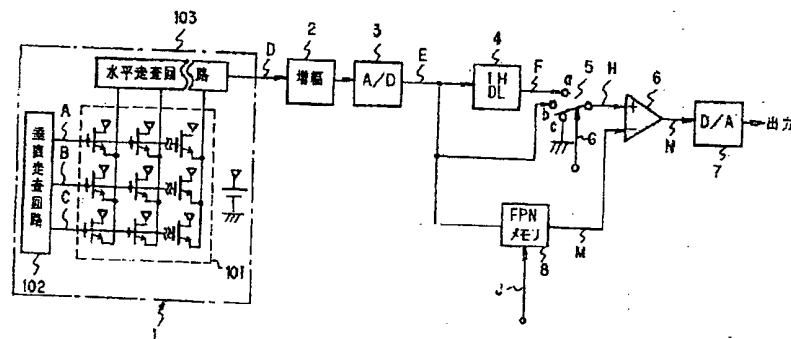 103
水平走査回路
D
2
増幅
3
A/D
E
4
1H
DL
F
a
b
c
5
H
G
6
+
−
N
D/A
7
出力
A
B
C
垂直走査回路
102
101
1
FPN
メモリ
8
M
J